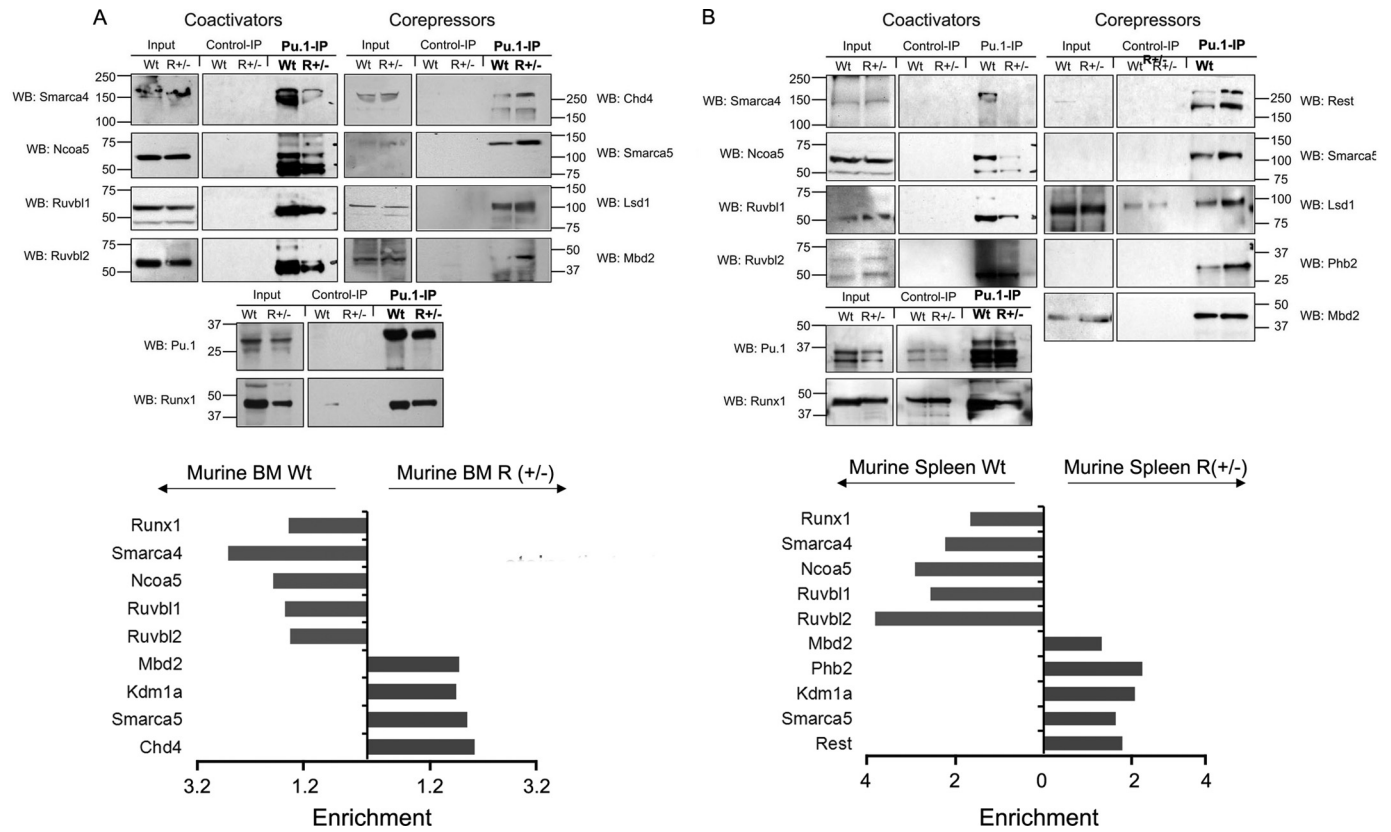 A
Coactivators
Corepressors
Input
Control-IP
Pu.1-IP
Input
Control-IP
Pu.1-IP
Wt R+/-
Wt R+/-
Wt R+/-
Wt R+/-
Wt R+/-
Wt R+/-
WB: Smarca4
250
150
100
250
150
WB: Chd4
WB: Ncoa5
75
50
150
100
75
WB: Smarca5
WB: Ruvbl1
75
50
150
100
75
WB: Lsd1
WB: Ruvbl2
75
50
50
37
WB: Mbd2
Input
Control-IP
Pu.1-IP
Wt R+/-
Wt R+/-
Wt R+/-
WB: Pu.1
37
25
WB: Runx1
50
37
Murine BM Wt
Murine BM R (+/-)
Runx1
Smarca4
Ncoa5
Ruvbl1
Ruvbl2
Mbd2
Kdm1a
Smarca5
Chd4
3.2
1.2
1.2
3.2
Enrichment
B
Coactivators
Corepressors
Input
Control-IP
Pu.1-IP
Input
Control-IP
Pu.1-IP
Wt R+/-
Wt R+/-
Wt R+/-
Wt R+/-
Wt R+/-
R+/-
Wt
WB: Smarca4
250
150
100
250
150
WB: Rest
WB: Ncoa5
75
50
150
100
75
WB: Smarca5
WB: Ruvbl1
75
50
100
75
WB: Lsd1
WB: Ruvbl2
75
50
37
25
WB: Phb2
50
37
WB: Mbd2
Input
Control-IP
Pu.1-IP
Wt R+/-
Wt R+/-
Wt R+/-
WB: Pu.1
50
37
WB: Runx1
50
37
Murine Spleen Wt
Murine Spleen R(+/-)
Runx1
Smarca4
Ncoa5
Ruvbl1
Ruvbl2
Mbd2
Phb2
Kdm1a
Smarca5
Rest
4
2
0
2
4
Enrichment